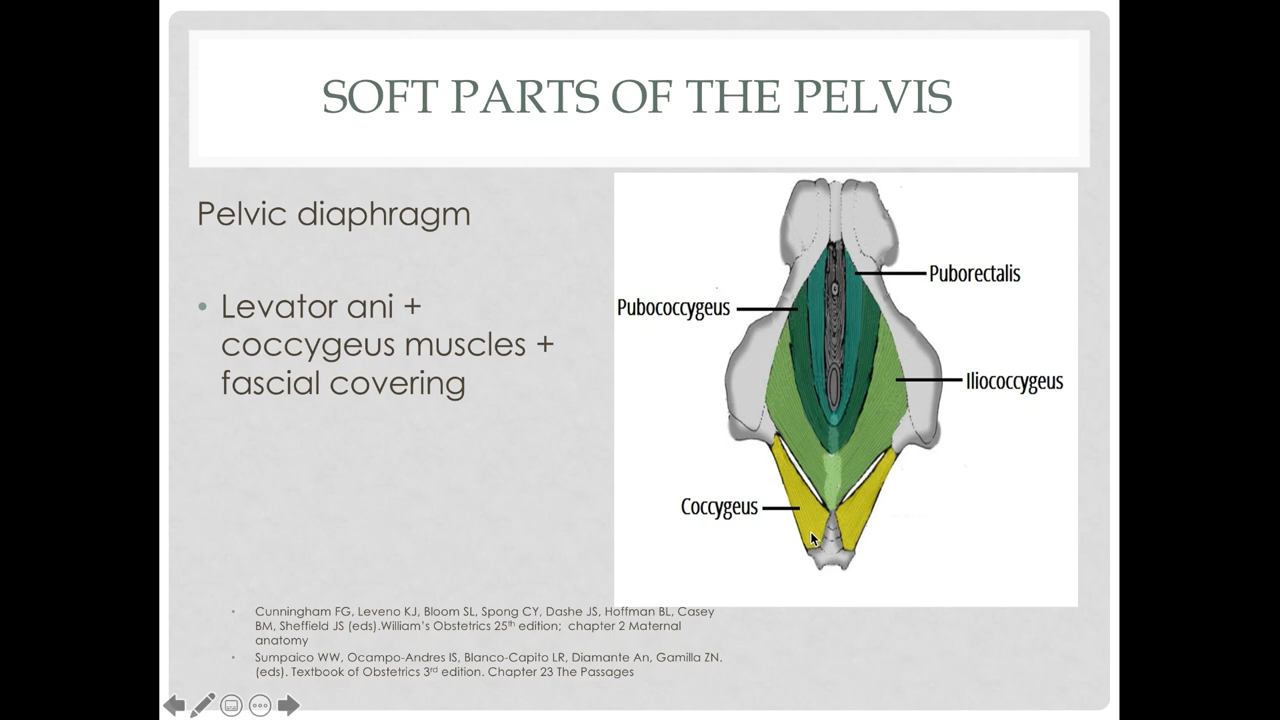 SOFT PARTS OF THE PELVIS
Pelvic diaphragm
• Levator ani +
coccygeus muscles +
fascial covering
Puborectalis
Pubococcygeus
Iliococcygeus
Coccygeus
• Cunningham FG, Leveno KJ, Bloom SL, Spong CY, Dashe JS, Hoffman BL, Casey
BM, Sheffield JS (eds).William’s Obstetrics 25th edition; chapter 2 Maternal
anatomy
• Sumpaico WW, Ocampo-Andres IS, Blanco-Capito LR, Diamante An, Gamilla ZN.
(eds). Textbook of Obstetrics 3rd edition. Chapter 23 The Passages